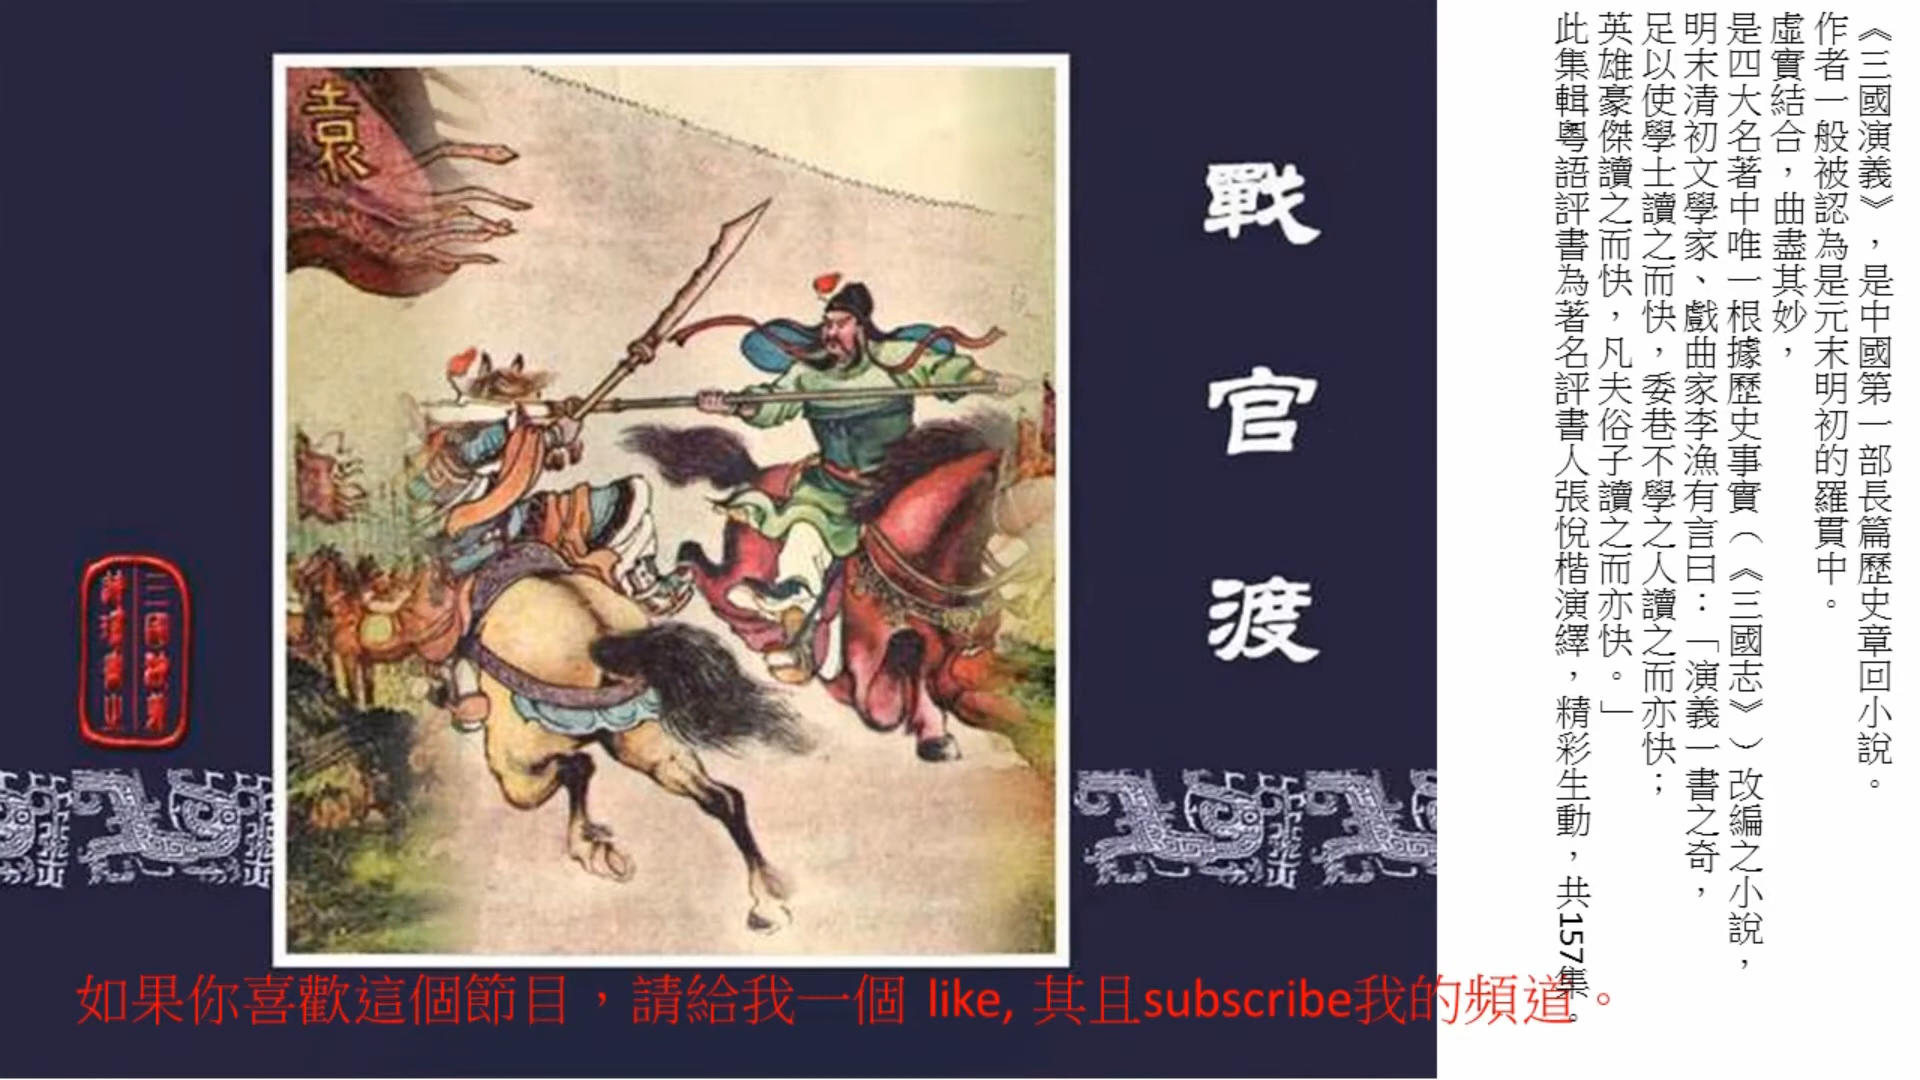 《三國演義》，是中國第一部長篇歷史章回小說。
作者一般被認為是元末明初的羅貫中。
虛實結合，曲盡其妙，
是四大名著中唯一根據歷史事實（《三國志》）改編之小說，
明末清初文學家、戲曲家李漁有言曰：「演義一書之奇，
足以使學士讀之而快，委巷不學之人讀之而亦快；
英雄豪傑讀之而快，凡夫俗子讀之而亦快。」
此集輯粵語評書為著名評書人張悅楷演繹，精彩生動，共157集。
戰官渡
袁
如果你喜歡這個節目，請給我一個 like, 其且subscribe我的頻道。